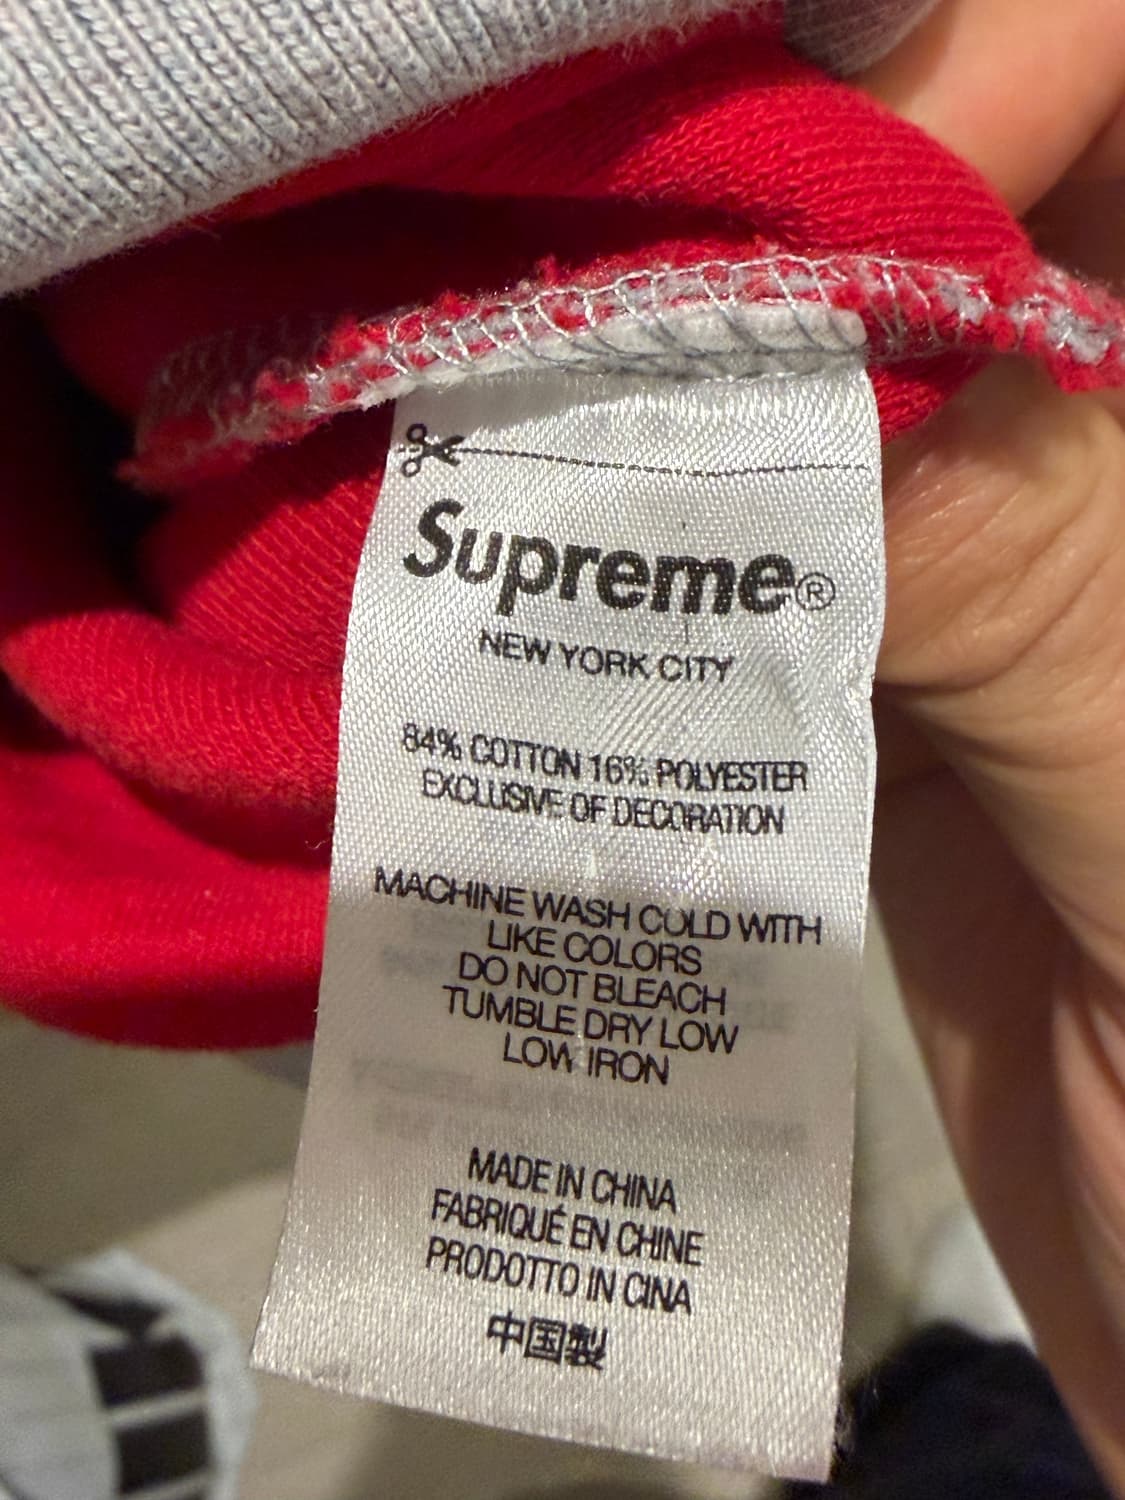 Supreme®
NEW YORK CITY
84% COTTON 16% POLYESTER
EXCLUSIVE OF DECORATION
MACHINE WASH COLD WITH
LIKE COLORS
DO NOT BLEACH
TUMBLE DRY LOW
LOW IRON
MADE IN CHINA
FABRIQUÉ EN CHINE
PRODOTTO IN CINA
中国製